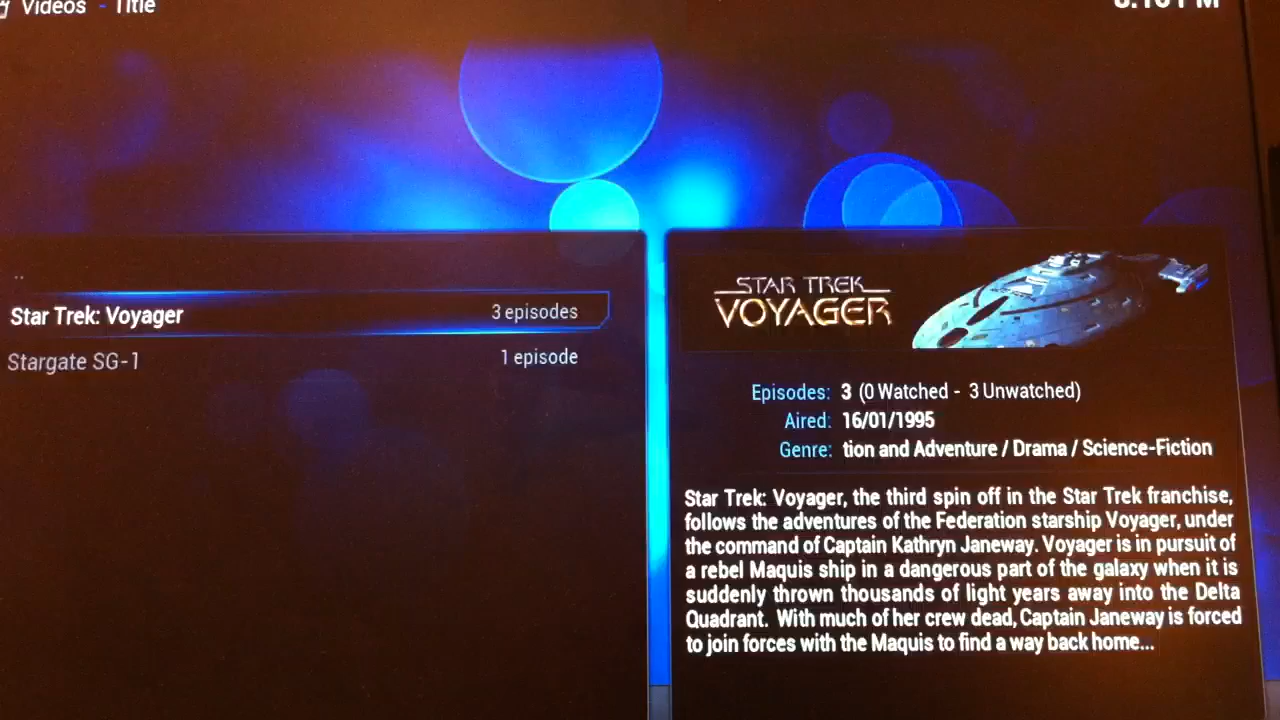 Videos - Title
..
Star Trek: Voyager 3 episodes
Stargate SG-1 1 episode
STAR TREK
VOYAGER
Episodes: 3 (0 Watched - 3 Unwatched)
Aired: 16/01/1995
Genre: tion and Adventure / Drama / Science-Fiction
Star Trek: Voyager, the third spin off in the Star Trek franchise,
follows the adventures of the Federation starship Voyager, under
the command of Captain Kathryn Janeway. Voyager is in pursuit of
a rebel Maquis ship in a dangerous part of the galaxy when it is
suddenly thrown thousands of light years away into the Delta
Quadrant. With much of her crew dead, Captain Janeway is forced
to join forces with the Maquis to find a way back home...